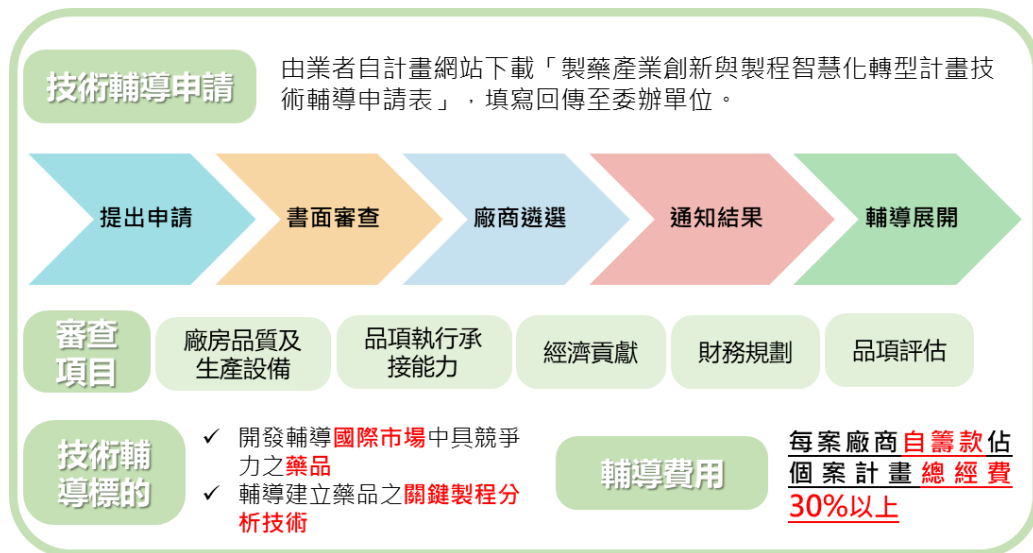 技術輔導申請
由業者自計畫網站下載「製藥產業創新與製程智慧化轉型計畫技
術輔導申請表」，填寫回傳至委辦單位。
提出申請
書面審查
廠商遴選
通知結果
輔導展開
審查
項目
廠房品質及
生產設備
品項執行承
接能力
經濟貢獻
財務規劃
品項評估
技術輔
導標的
✓ 開發輔導國際市場中具競爭
力之藥品
✓ 輔導建立藥品之關鍵製程分
析技術
輔導費用
每案廠商自籌款佔
個案計畫總經費
30%以上